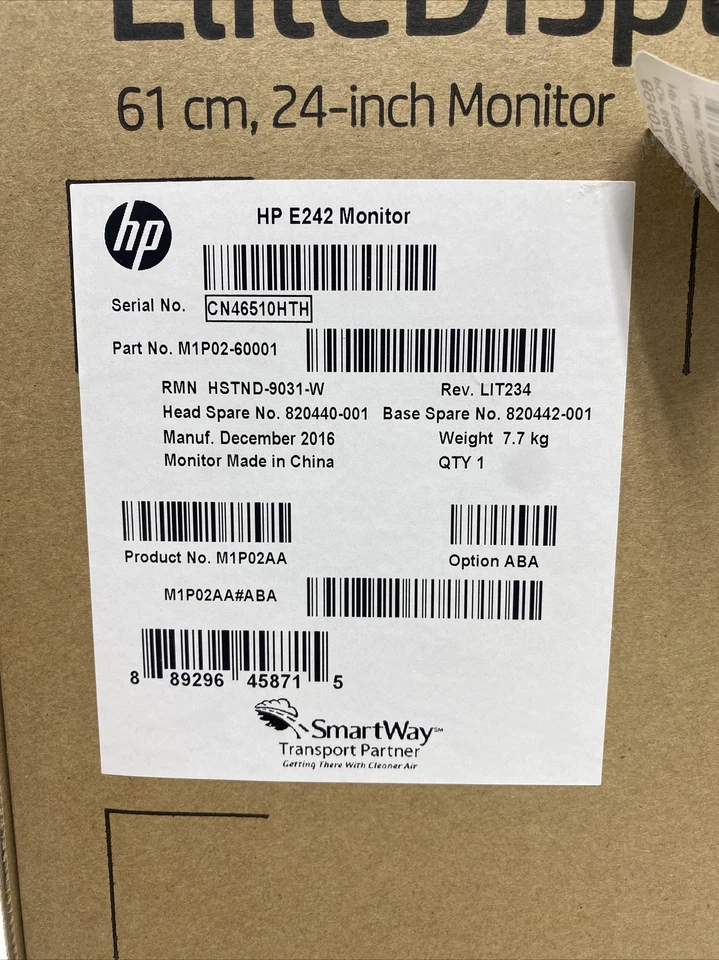 61 cm, 24-inch Monitor
hp
HP E242 Monitor
Serial No. CN46510HTH
Part No. M1P02-60001
RMN HSTND-9031-W Rev. LIT234
Head Spare No. 820440-001 Base Spare No. 820442-001
Manuf. December 2016 Weight 7.7 kg
Monitor Made in China QTY 1
Product No. M1P02AA Option ABA
M1P02AA#ABA
8 89296 45871 5
SmartWay℠
Transport Partner
Getting There With Cleaner Air